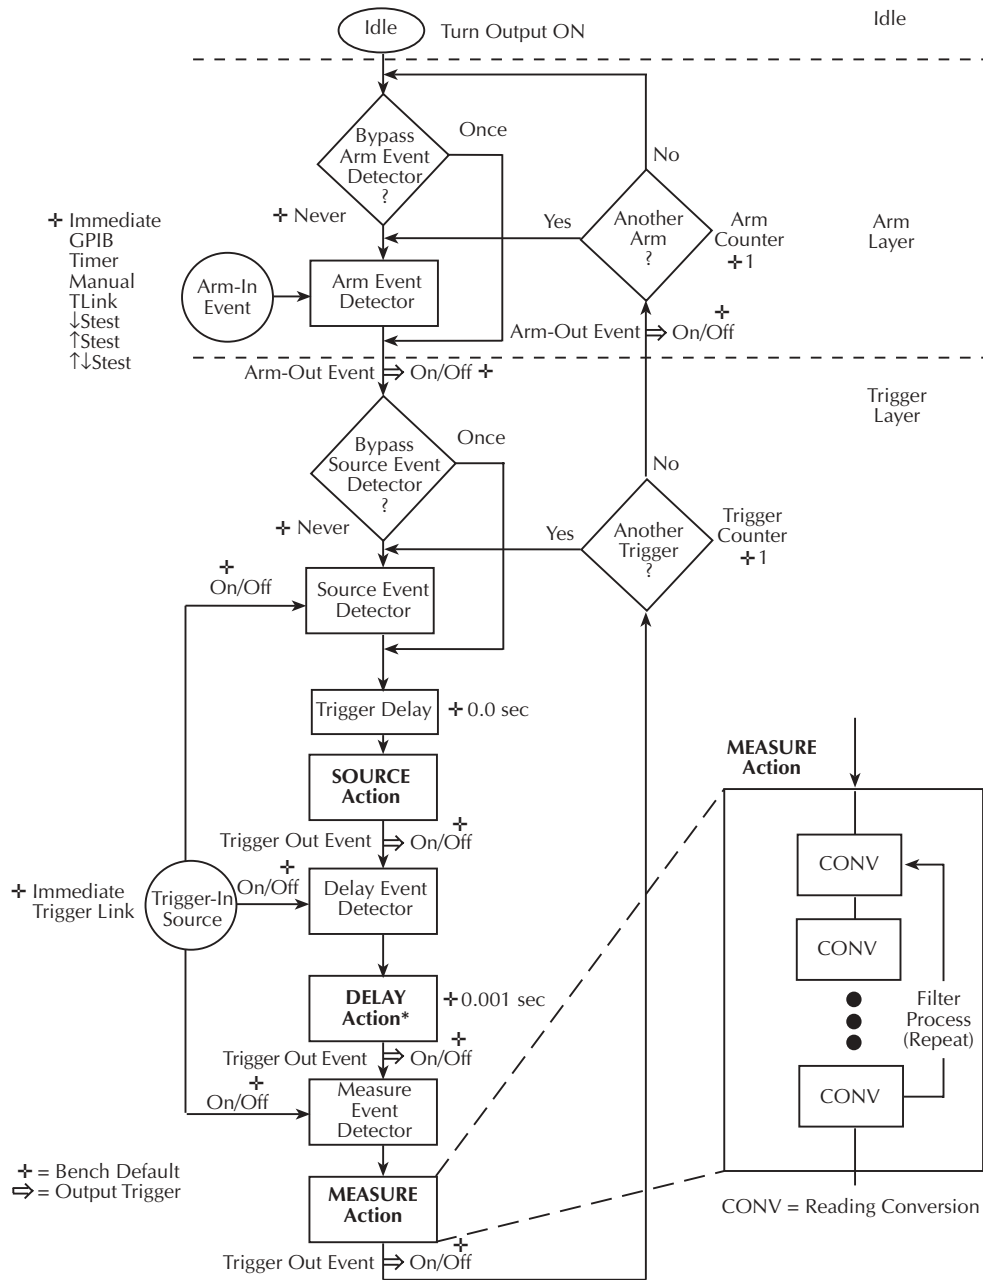 Idle
Turn Output ON
Idle
Bypass
Arm Event
Detector
?
Once
No
✛ Never
Yes
Another
Arm
?
Arm
Counter
✛ 1
Arm
Layer
✛ Immediate
GPIB
Timer
Manual
TLink
↓Stest
↑Stest
↑↓Stest
Arm-In
Event
Arm Event
Detector
✛
Arm-Out Event ⇨ On/Off
Arm-Out Event ⇨ On/Off ✛
Trigger
Layer
Bypass
Source Event
Detector
?
Once
No
✛ Never
Yes
Another
Trigger
?
Trigger
Counter
✛ 1
✛
On/Off
Source Event
Detector
Trigger Delay
✛ 0.0 sec
SOURCE
Action
✛
Trigger Out Event ⇨ On/Off
✛ Immediate
Trigger Link
Trigger-In
Source
✛
On/Off
Delay Event
Detector
DELAY
Action*
✛ 0.001 sec
✛
Trigger Out Event ⇨ On/Off
✛
On/Off
Measure
Event
Detector
MEASURE
Action
✛
Trigger Out Event ⇨ On/Off
✛ = Bench Default
⇨ = Output Trigger
MEASURE
Action
CONV
CONV
Filter
Process
(Repeat)
CONV
CONV = Reading Conversion